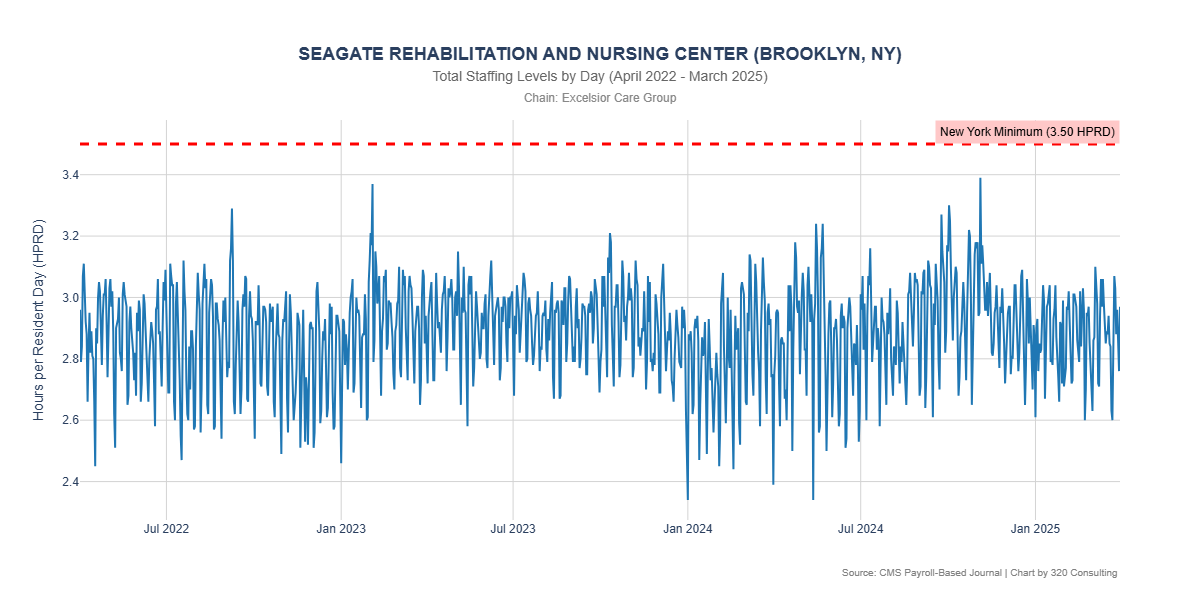 SEAGATE REHABILITATION AND NURSING CENTER (BROOKLYN, NY)
Total Staffing Levels by Day (April 2022 - March 2025)
Chain: Excelsior Care Group
New York Minimum (3.50 HPRD)
Hours per Resident Day (HPRD)
3.4
3.2
3.0
2.8
2.6
2.4
Jul 2022
Jan 2023
Jul 2023
Jan 2024
Jul 2024
Jan 2025
Source: CMS Payroll-Based Journal | Chart by 320 Consulting